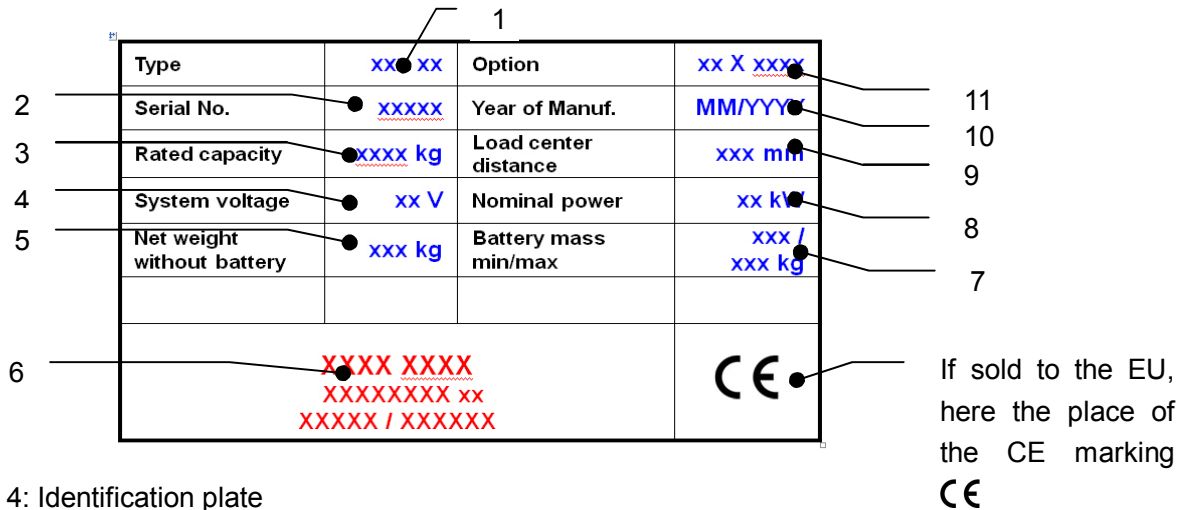 1
Type xxx xx Option xx X xxxx
2 Serial No. xxxxx Year of Manuf. MM/YYYY
11
10
3 Rated capacity xxxx kg Load center distance xxx mm
9
4 System voltage xx V Nominal power xx kW
8
5 Net weight without battery xxx kg Battery mass min/max xxx / xxx kg
7
6 XXXX XXXX
XXXXXXXX xx
XXXXX / XXXXXX
CE
If sold to the EU,
here the place of
the CE marking
CE
4: Identification plate